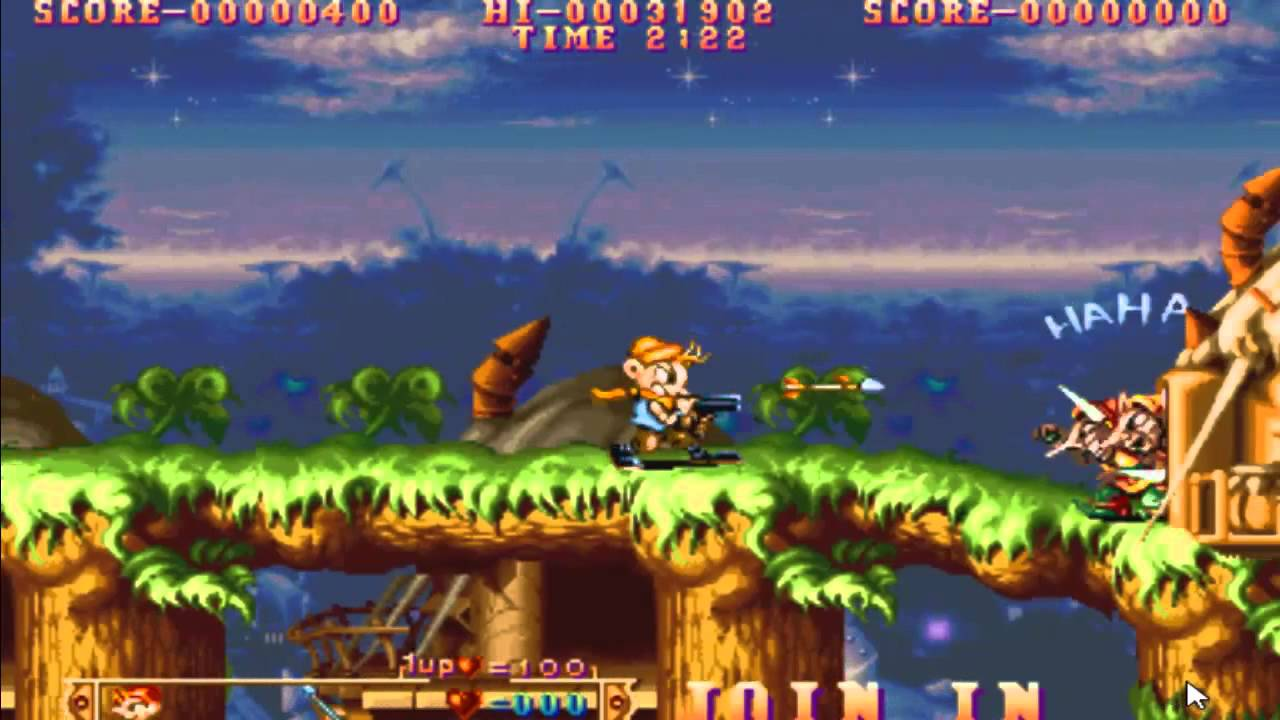 SCORE-00000400 HI-00031902 SCORE-00000000
TIME 2:22
HAHA
1up =100
-000
JOIN IN